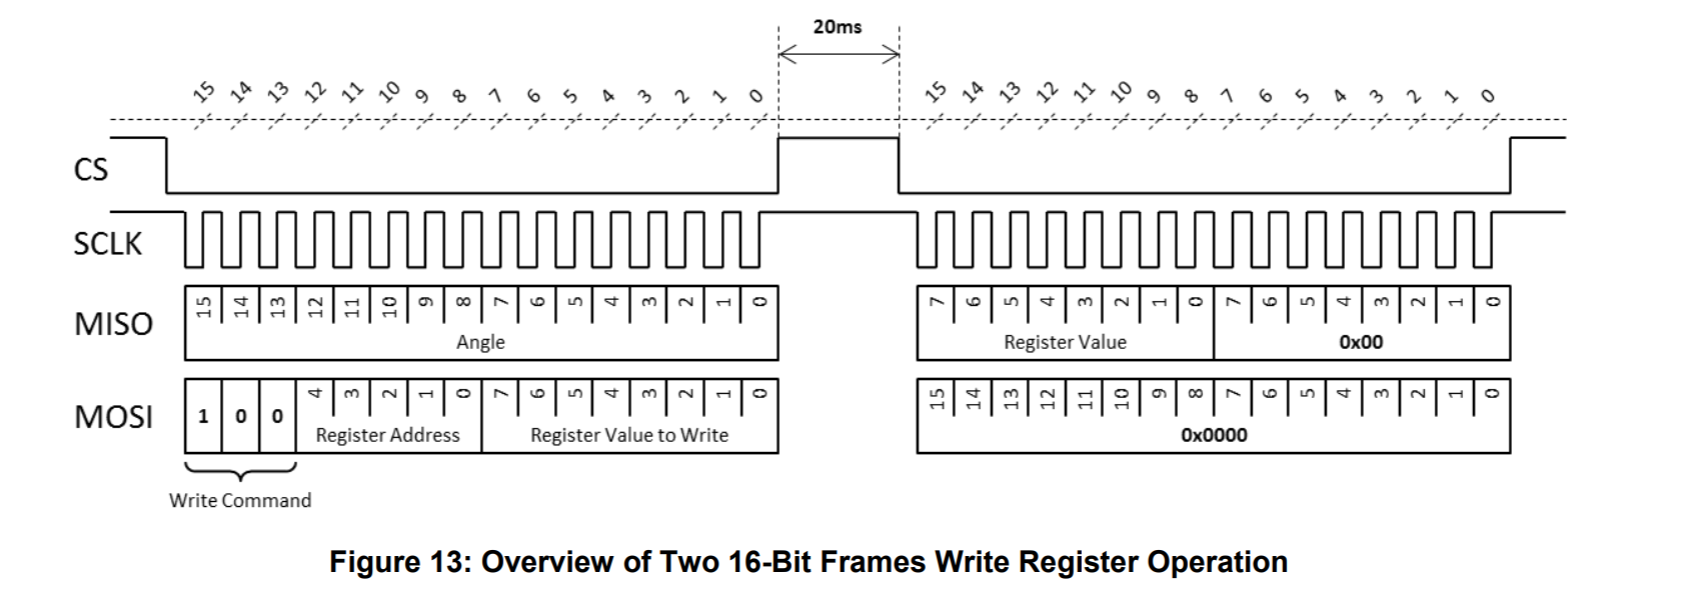 20ms
15 14 13 12 11 10 9 8 7 6 5 4 3 2 1 0 15 14 13 12 11 10 9 8 7 6 5 4 3 2 1 0
CS
SCLK
MISO
15 14 13 12 11 10 9 8 7 6 5 4 3 2 1 0 7 6 5 4 3 2 1 0 7 6 5 4 3 2 1 0
Angle Register Value 0x00
MOSI
1 0 0 4 3 2 1 0 7 6 5 4 3 2 1 0 15 14 13 12 11 10 9 8 7 6 5 4 3 2 1 0
Register Address Register Value to Write 0x0000
Write Command
Figure 13: Overview of Two 16-Bit Frames Write Register Operation